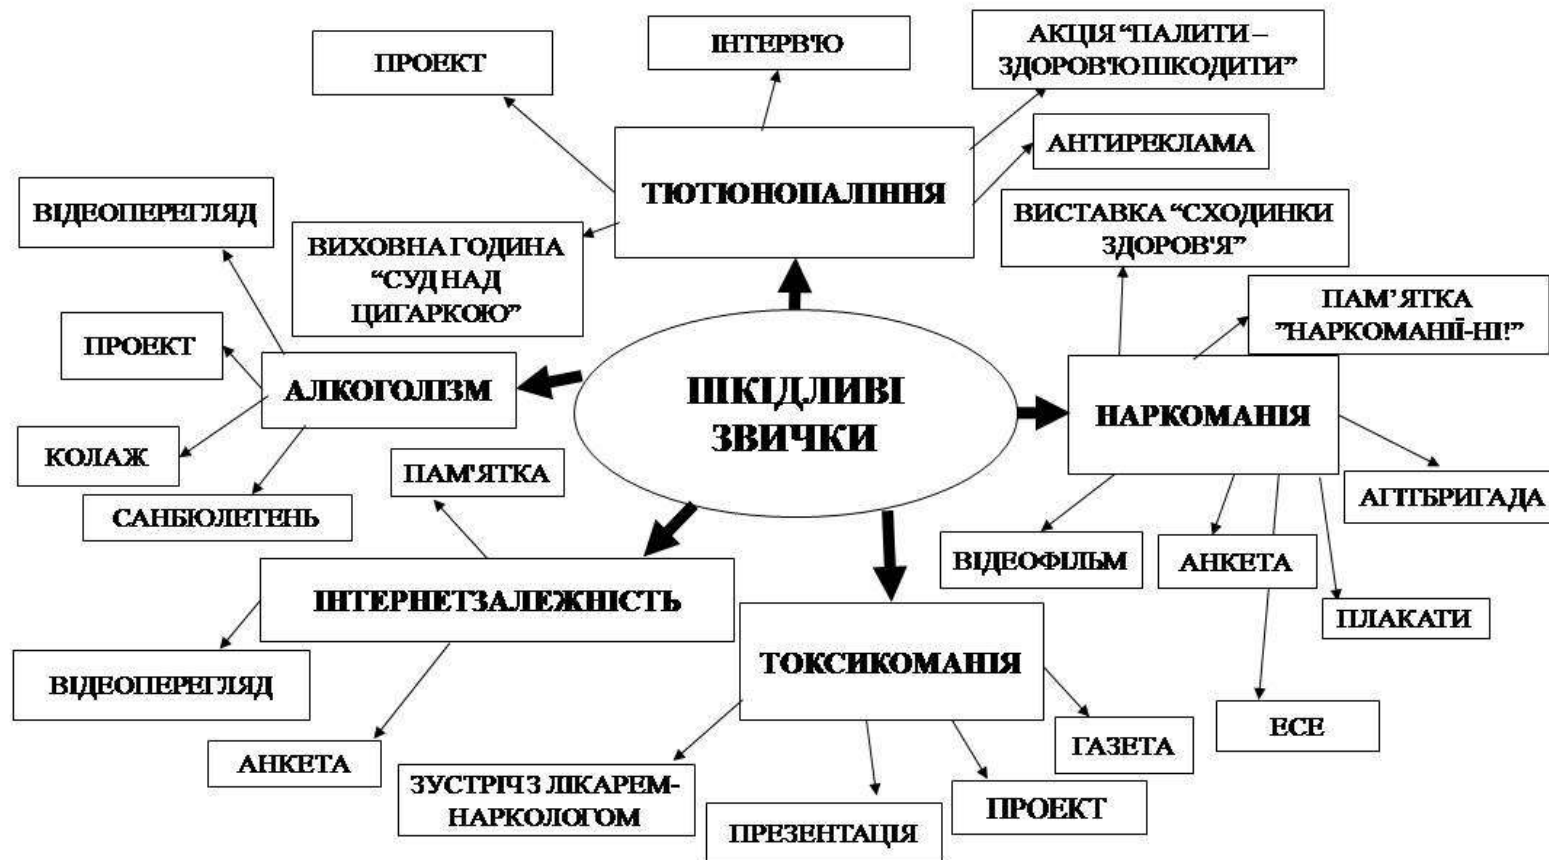 ПРОЕКТ
ІНТЕРВ'Ю
АКЦІЯ “ПАЛИТИ –
ЗДОРОВ'Ю ШКОДИТИ”
ТЮТЮНОПАЛІННЯ
АНТИРЕКЛАМА
ВІДЕОПЕРЕГЛЯД
ВИХОВНА ГОДИНА
“СУД НАД
ЦИГАРКОЮ”
ВИСТАВКА “СХОДИНКИ
ЗДОРОВ'Я”
ПАМ’ЯТКА
”НАРКОМАНІЇ-НІ!”
ПРОЕКТ
АЛКОГОЛІЗМ
ШКІДЛИВІ
ЗВИЧКИ
НАРКОМАНІЯ
КОЛАЖ
ПАМ'ЯТКА
САНБЮЛЕТЕНЬ
АГІТБРИГАДА
ВІДЕОФІЛЬМ
АНКЕТА
ІНТЕРНЕТЗАЛЕЖНІСТЬ
ПЛАКАТИ
ТОКСИКОМАНІЯ
ВІДЕОПЕРЕГЛЯД
ЕСЕ
ГАЗЕТА
АНКЕТА
ЗУСТРІЧ З ЛІКАРЕМ-
НАРКОЛОГОМ
ПРЕЗЕНТАЦІЯ
ПРОЕКТ